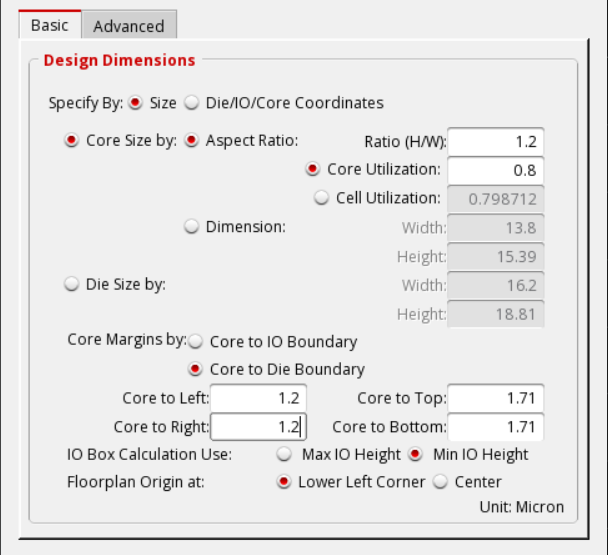 Basic Advanced
Design Dimensions
Specify By: Size Die/IO/Core Coordinates
Core Size by: Aspect Ratio: Ratio (H/W): 1.2
Core Utilization: 0.8
Cell Utilization: 0.798712
Dimension: Width: 13.8
Height: 15.39
Die Size by: Width: 16.2
Height: 18.81
Core Margins by: Core to IO Boundary
Core to Die Boundary
Core to Left: 1.2 Core to Top: 1.71
Core to Right: 1.2 Core to Bottom: 1.71
IO Box Calculation Use: Max IO Height Min IO Height
Floorplan Origin at: Lower Left Corner Center
Unit: Micron